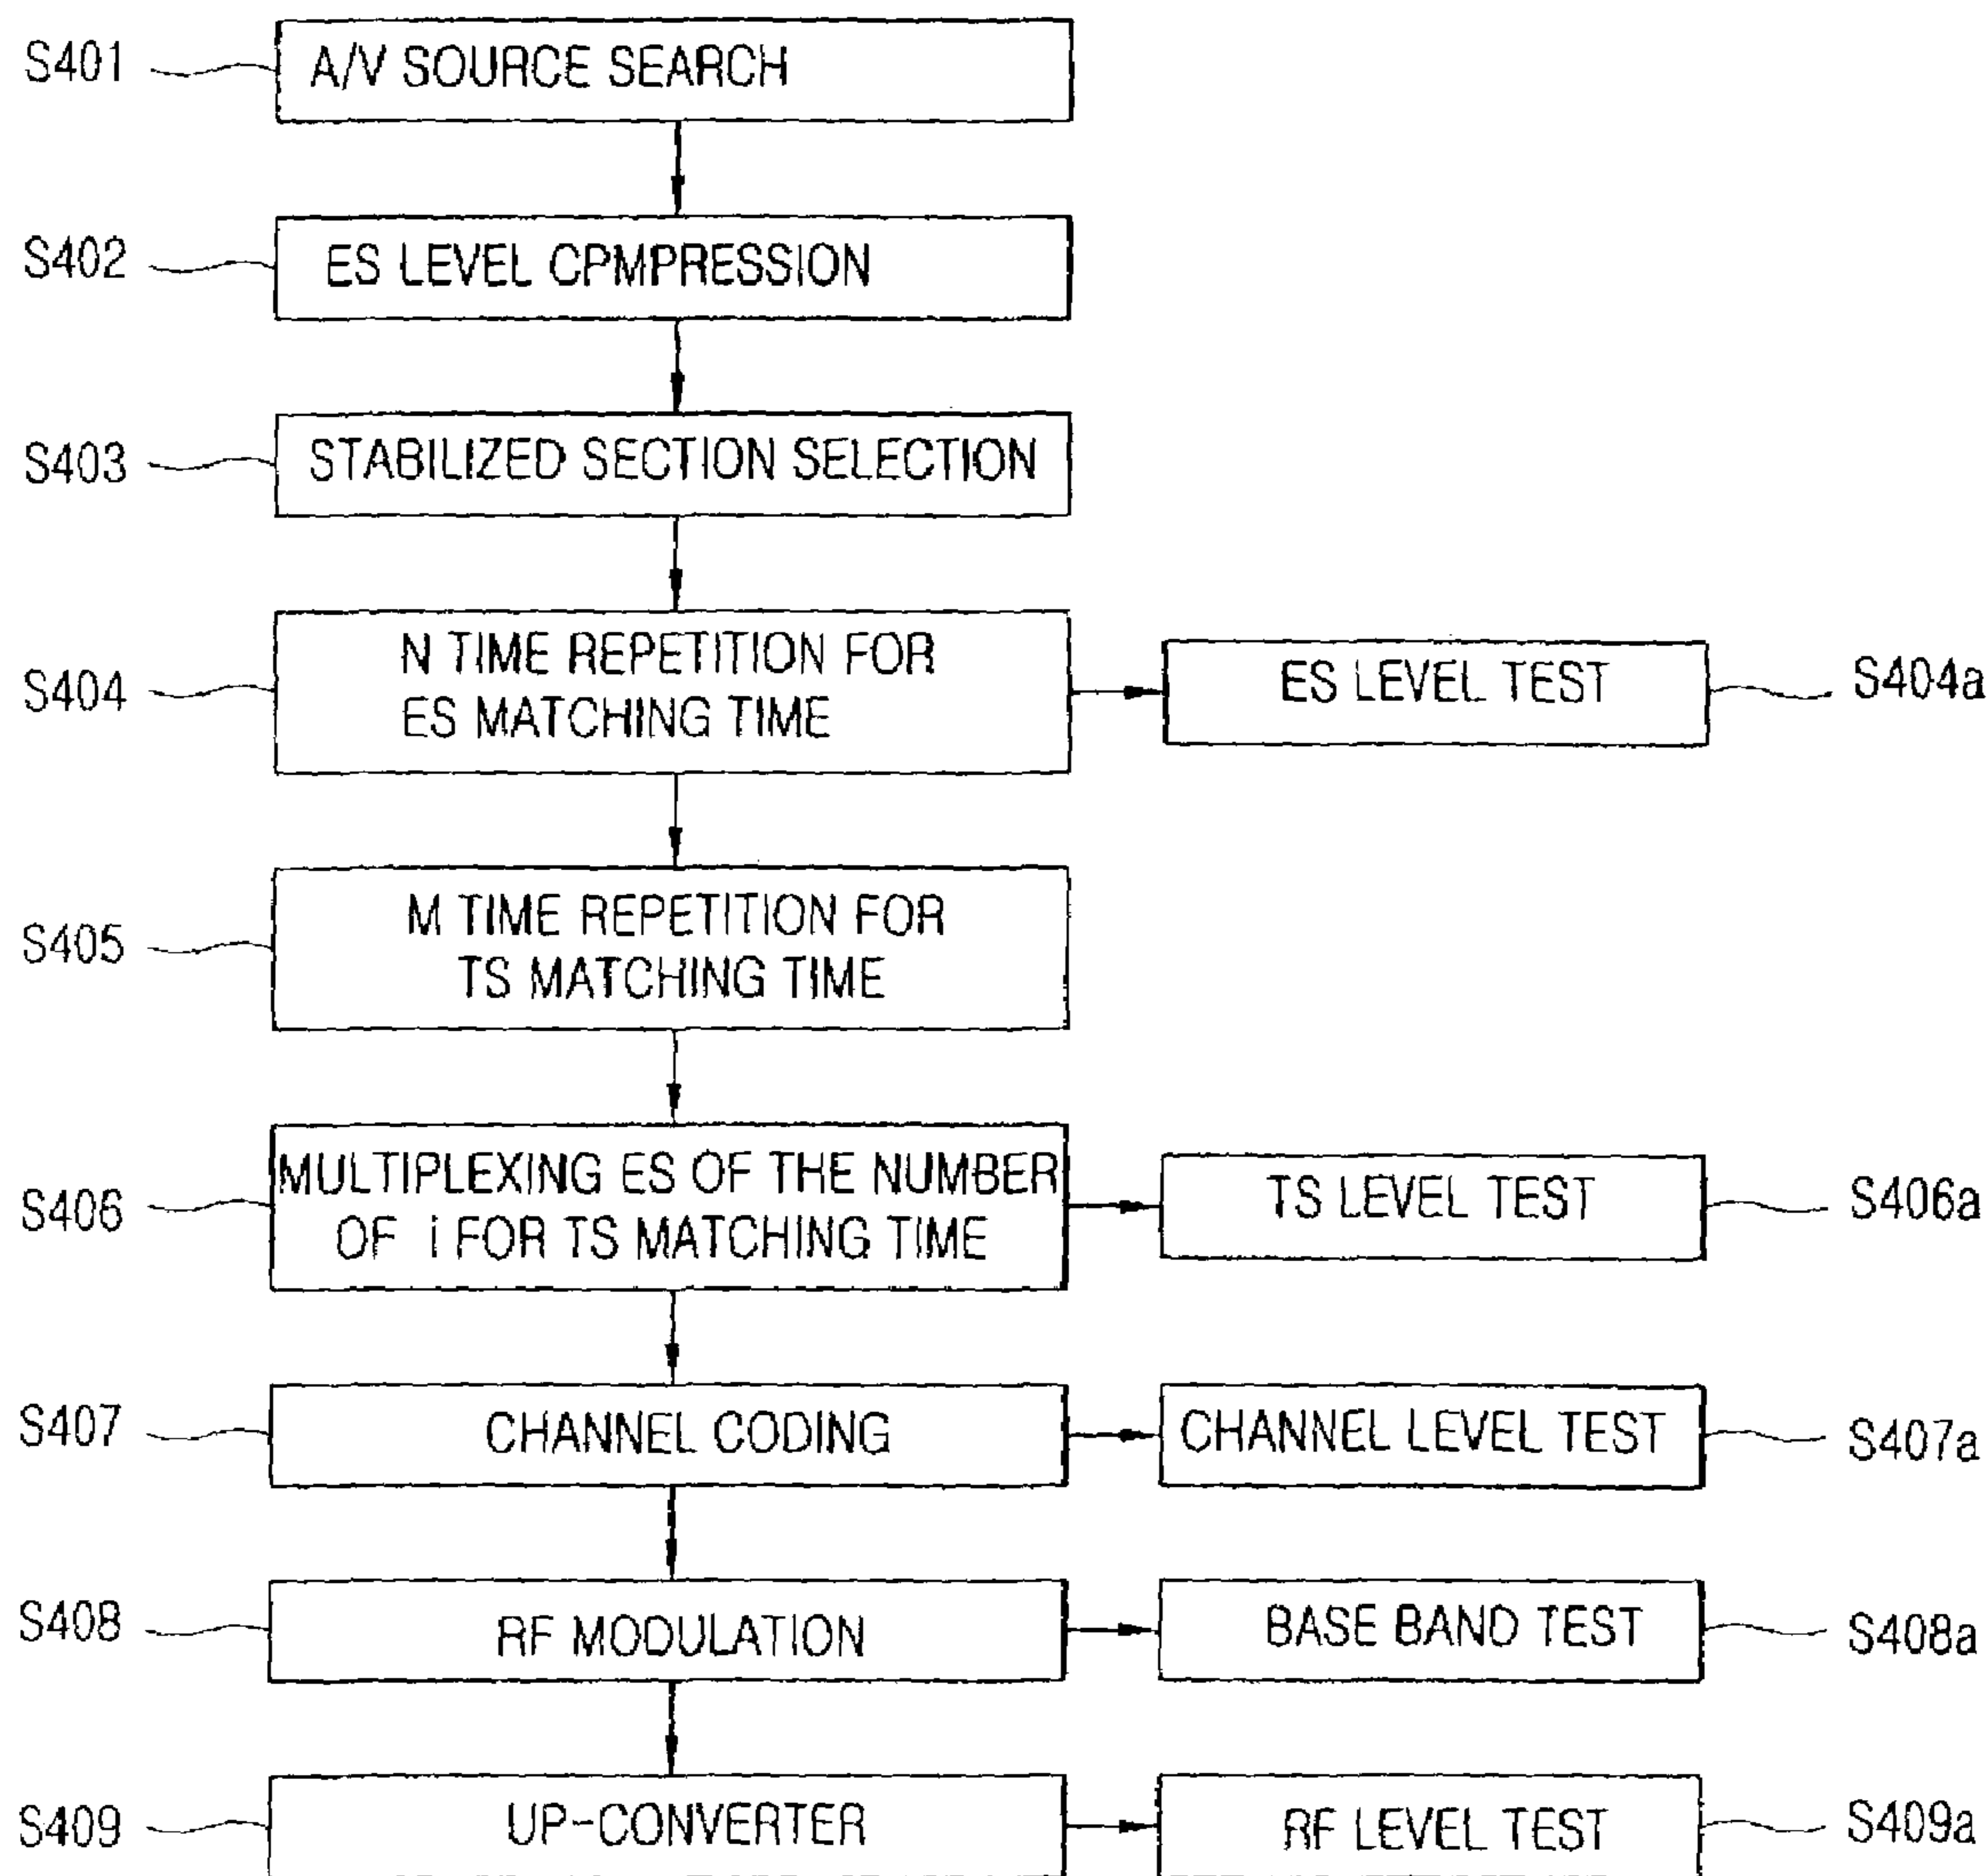 S401
A/V SOURCE SEARCH
S402
ES LEVEL CPMPRESSION
S403
STABILIZED SECTION SELECTION
S404
N TIME REPETITION FOR
ES MATCHING TIME
ES LEVEL TEST
S404a
S405
M TIME REPETITION FOR
TS MATCHING TIME
S406
MULTIPLEXING ES OF THE NUMBER
OF i FOR TS MATCHING TIME
TS LEVEL TEST
S406a
S407
CHANNEL CODING
CHANNEL LEVEL TEST
S407a
S408
RF MODULATION
BASE BAND TEST
S408a
S409
UP-CONVERTER
RF LEVEL TEST
S409a